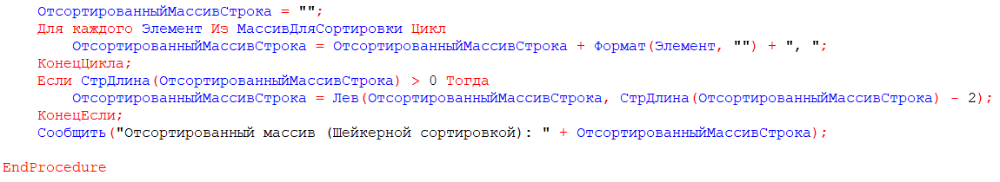 ОтсортированныйМассивСтрока = "";
Для каждого Элемент Из МассивДляСортировки Цикл
ОтсортированныйМассивСтрока = ОтсортированныйМассивСтрока + Формат(Элемент, "") + ", ";
КонецЦикла;
Если СтрДлина(ОтсортированныйМассивСтрока) > 0 Тогда
ОтсортированныйМассивСтрока = Лев(ОтсортированныйМассивСтрока, СтрДлина(ОтсортированныйМассивСтрока) - 2);
КонецЕсли;
Сообщить("Отсортированный массив (Шейкерной сортировкой): " + ОтсортированныйМассивСтрока);
EndProcedure